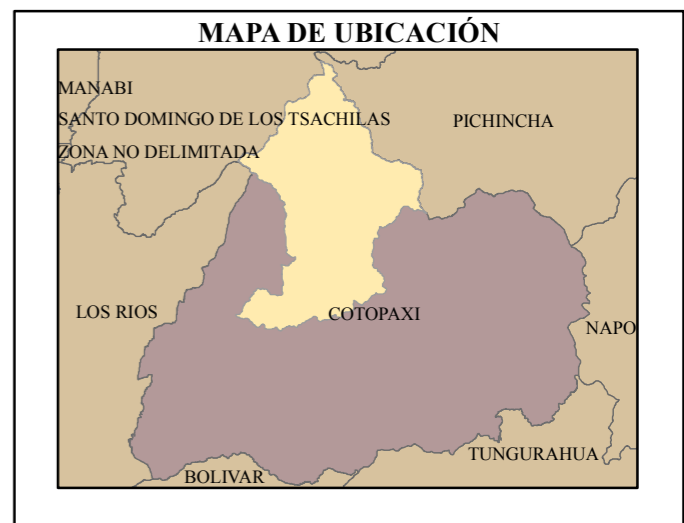 MAPA DE UBICACIÓN
MANABI
SANTO DOMINGO DE LOS TSACHILAS
PICHINCHA
ZONA NO DELIMITADA
LOS RIOS
COTOPAXI
NAPO
TUNGURAHUA
BOLIVAR